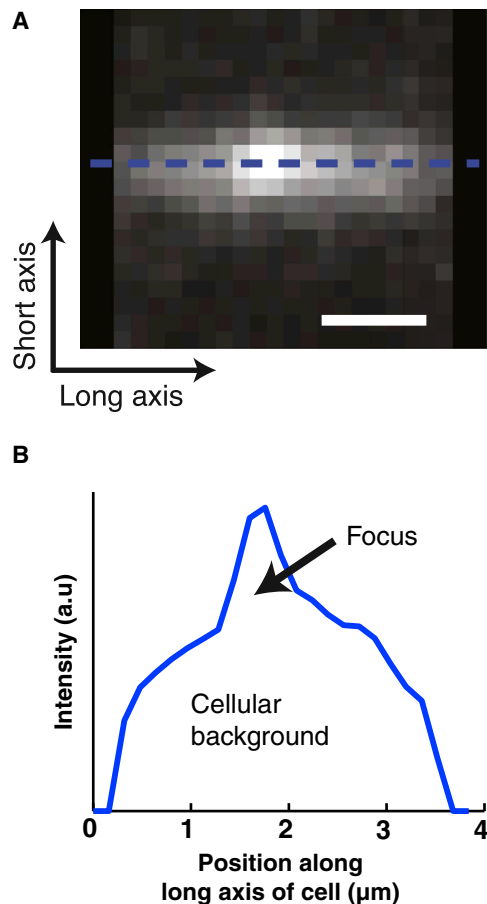 A
Short axis
Long axis
B
Intensity (a.u)
Focus
Cellular
background
0 1 2 3 4
Position along
long axis of cell (µm)